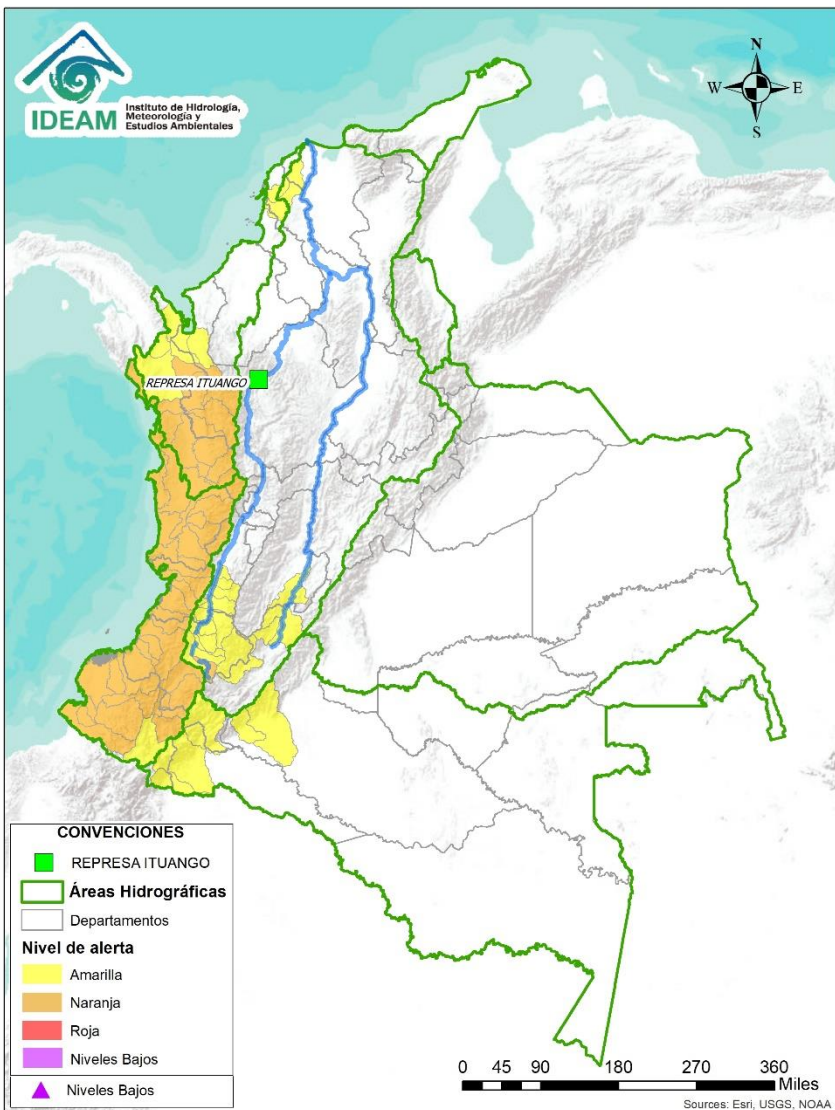 IDEAM
Instituto de Hidrología,
Meteorología y
Estudios Ambientales
N
W
E
S
REPRESA ITUANGO
CONVENCIONES
REPRESA ITUANGO
Áreas Hidrográficas
Departamentos
Nivel de alerta
Amarilla
Naranja
Roja
Niveles Bajos
Niveles Bajos
0 45 90 180 270 360
Miles
Sources: Esri, USGS, NOAA